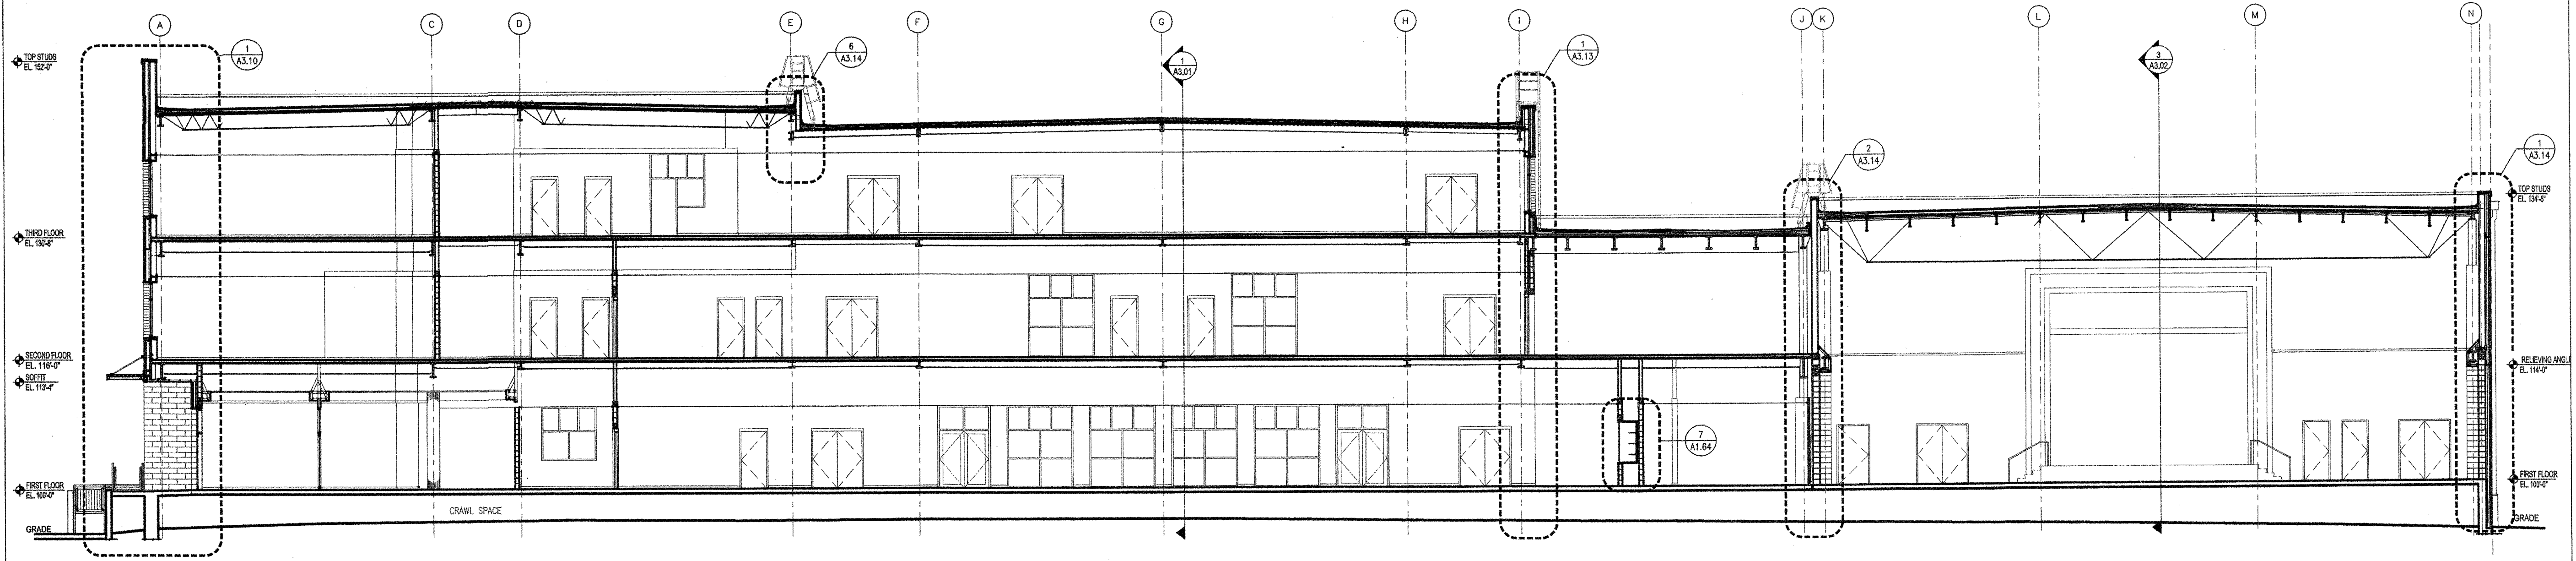 A
C
D
E
F
G
H
I
J
K
L
M
N
1
A3.10
6
A3.14
1
A3.01
1
A3.13
3
A3.02
2
A3.14
1
A3.14
7
A1.64
TOP STUDS
EL. 152'-0"
THIRD FLOOR
EL. 130'-8"
SECOND FLOOR
EL. 116'-0"
SOFFIT
EL. 113'-4"
FIRST FLOOR
EL. 100'-0"
GRADE
CRAWL SPACE
TOP STUDS
EL. 134'-8"
RELIEVING ANGL
EL. 114'-0"
FIRST FLOOR
EL. 100'-0"
GRADE